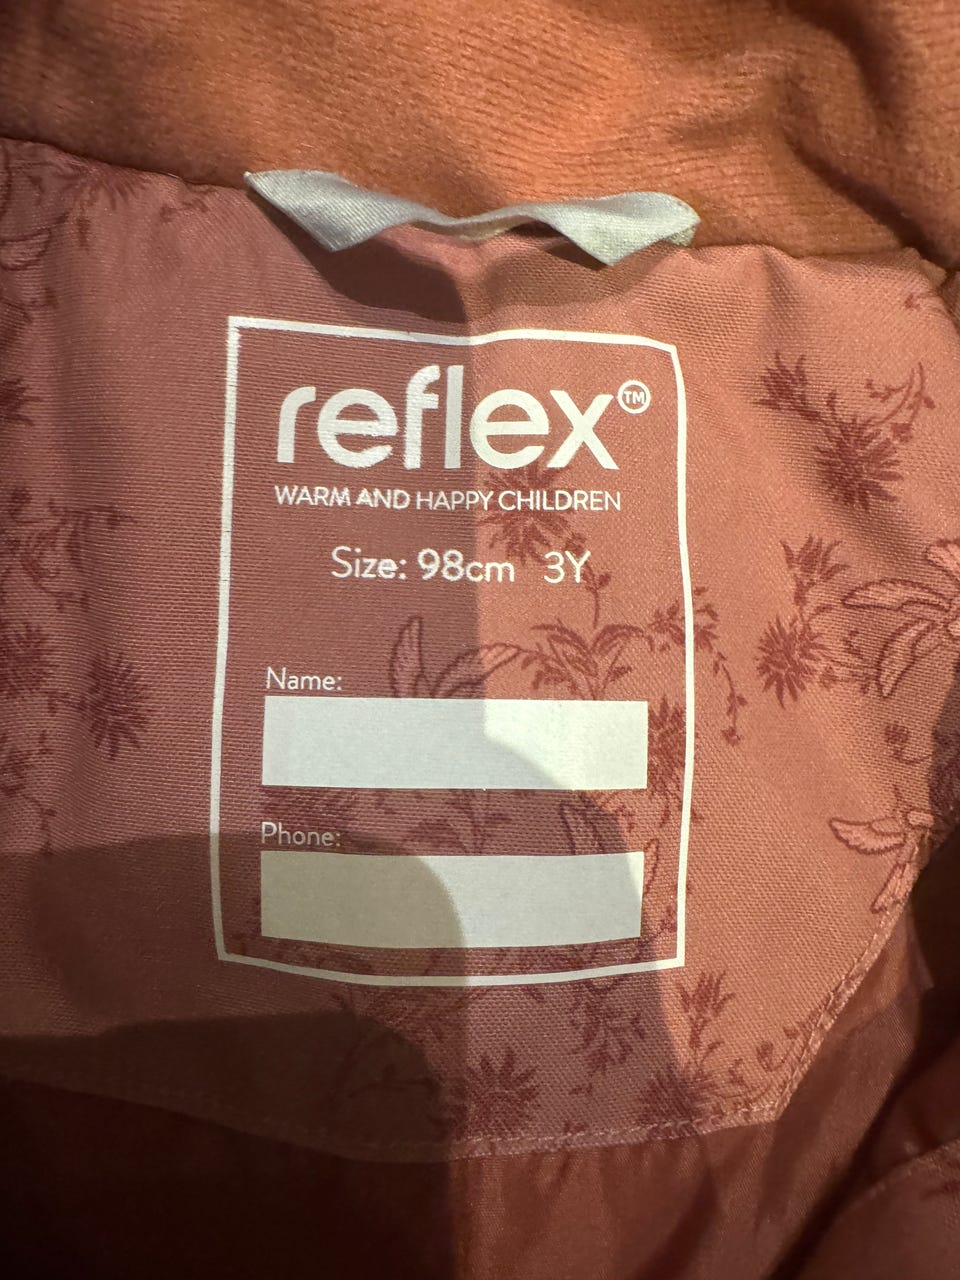 reflex™
WARM AND HAPPY CHILDREN
Size: 98cm 3Y
Name:
Phone: